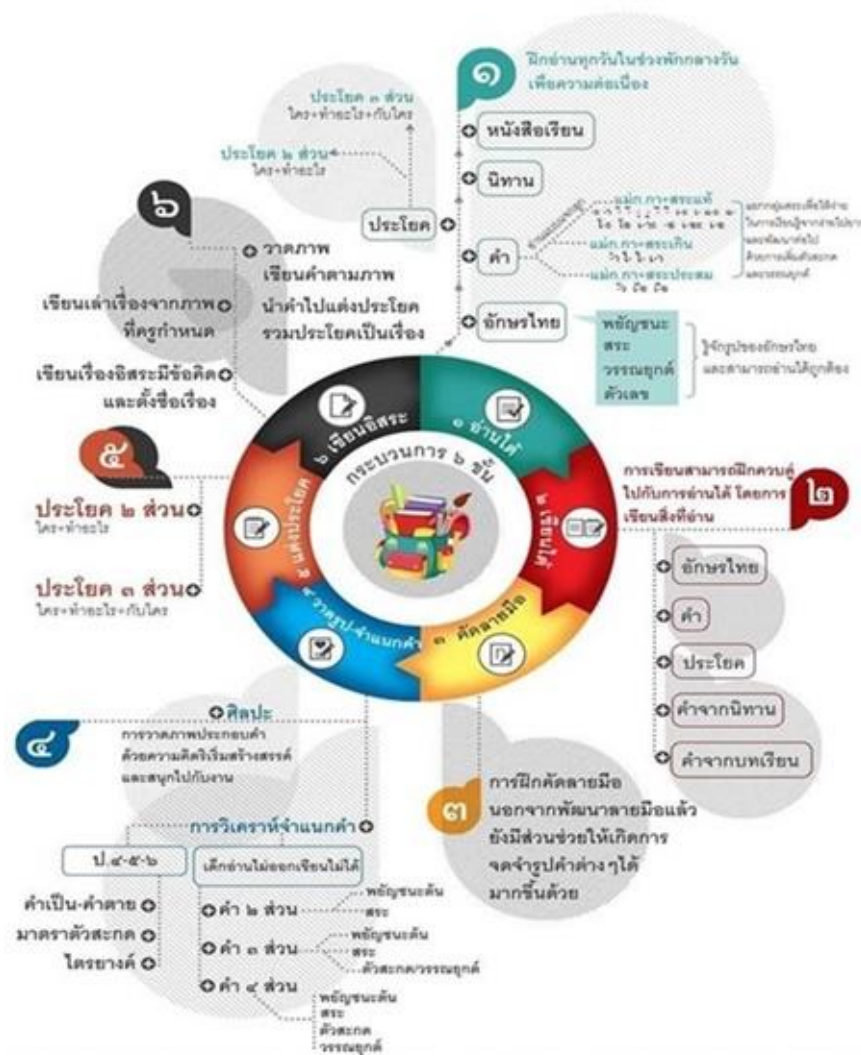 ๑
ฝึกอ่านทุกวันในช่วงพักกลางวัน
เพื่อความต่อเนื่อง
หนังสือเรียน
นิทาน
คำ
แม่ก.กา+สระแท้
แม่ก.กา+สระเกิน
แม่ก.กา+สระประสม
และพัฒนาต่อไป
ด้วยการเพิ่มตัวสะกด
และวรรณยุกต์
อักษรไทย
พยัญชนะ
สระ
วรรณยุกต์
ตัวเลข
รู้จักรูปของอักษรไทย
และสามารถอ่านได้ถูกต้อง
ประโยค
ประโยค ๓ ส่วน
ใคร+ทำอะไร+กับใคร
ประโยค ๒ ส่วน
ใคร+ทำอะไร
๖
วาดภาพ
เขียนคำตามภาพ
นำคำไปแต่งประโยค
รวมประโยคเป็นเรื่อง
เขียนเล่าเรื่องจากภาพ
ที่ครูกำหนด
เขียนเรื่องอิสระมีข้อคิด
และตั้งชื่อเรื่อง
กระบวนการ ๖ ขั้น
๑ อ่านได้
๒ เขียนได้
๓ คัดลายมือ
๔ วาดรูป-จำแนกคำ
๕ แต่งประโยค
๖ เขียนอิสระ
๕
ประโยค ๒ ส่วน
ใคร+ทำอะไร
ประโยค ๓ ส่วน
ใคร+ทำอะไร+กับใคร
๒
การเขียนสามารถฝึกควบคู่
ไปกับการอ่านได้ โดยการ
เขียนสิ่งที่อ่าน
อักษรไทย
คำ
ประโยค
คำจากนิทาน
คำจากบทเรียน
๓
การฝึกคัดลายมือ
นอกจากพัฒนาลายมือแล้ว
ยังมีส่วนช่วยให้เกิดการ
จดจำรูปคำต่างๆได้
มากขึ้นด้วย
๔
ศิลปะ
การวาดภาพประกอบคำ
ด้วยความคิดริเริ่มสร้างสรรค์
และสนุกไปกับงาน
การวิเคราะห์จำแนกคำ
ป.๔-๕-๖
คำเป็น-คำตาย
มาตราตัวสะกด
ไตรยางค์
เด็กอ่านไม่ออกเขียนไม่ได้
คำ ๒ ส่วน
พยัญชนะต้น
สระ
คำ ๓ ส่วน
พยัญชนะต้น
สระ
ตัวสะกด/วรรณยุกต์
คำ ๔ ส่วน
พยัญชนะต้น
สระ
ตัวสะกด
วรรณยุกต์